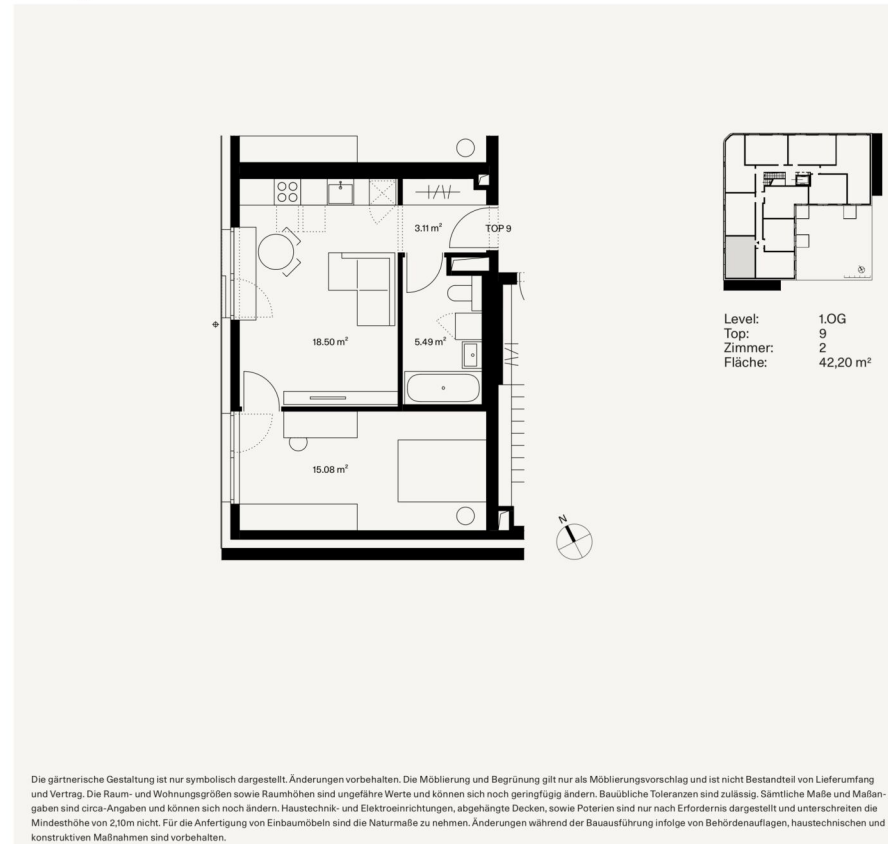 3.11 m²
TOP 9
18.50 m²
5.49 m²
15.08 m²
N
Level: 1.OG
Top: 9
Zimmer: 2
Fläche: 42,20 m²
Die gärtnerische Gestaltung ist nur symbolisch dargestellt. Änderungen vorbehalten. Die Möblierung und Begrünung gilt nur als Möblierungsvorschlag und ist nicht Bestandteil von Lieferumfang
und Vertrag. Die Raum- und Wohnungsgrößen sowie Raumhöhen sind ungefähre Werte und können sich noch geringfügig ändern. Bauübliche Toleranzen sind zulässig. Sämtliche Maße und Maßan-
gaben sind circa-Angaben und können sich noch ändern. Haustechnik- und Elektroeinrichtungen, abgehängte Decken, sowie Poterien sind nur nach Erfordernis dargestellt und unterschreiten die
Mindesthöhe von 2,10m nicht. Für die Anfertigung von Einbaumöbeln sind die Naturmaße zu nehmen. Änderungen während der Bauausführung infolge von Behördenauflagen, haustechnischen und
konstruktiven Maßnahmen sind vorbehalten.